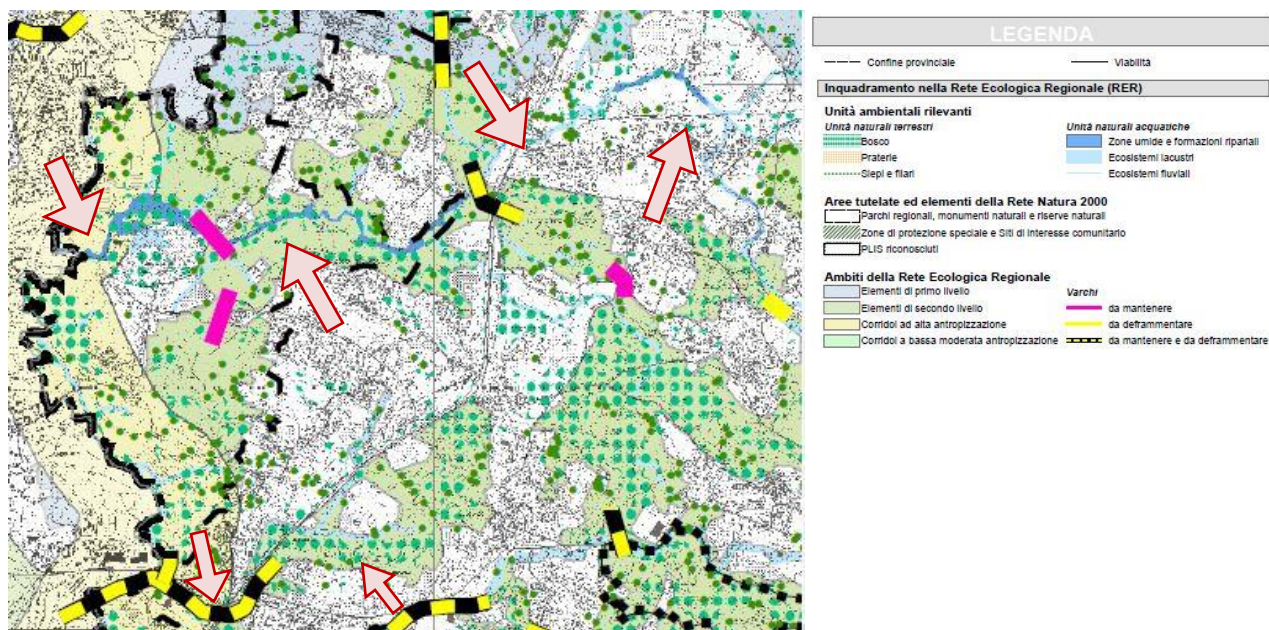 LEGENDA
Confine provinciale
Viabilità
Inquadramento nella Rete Ecologica Regionale (RER)
Unità ambientali rilevanti
Unità naturali terrestri
Bosco
Praterie
Siepi e filari
Unità naturali acquatiche
Zone umide e formazioni ripariali
Ecosistemi lacustri
Ecosistemi fluviali
Aree tutelate ed elementi della Rete Natura 2000
Parchi regionali, monumenti naturali e riserve naturali
Zone di protezione speciale e Siti di interesse comunitario
PLIS riconosciuti
Ambiti della Rete Ecologica Regionale
Elementi di primo livello
Elementi di secondo livello
Corridoi ad alta antropizzazione
Corridoi a bassa moderata antropizzazione
Varchi
da mantenere
da deframmentare
da mantenere e da deframmentare